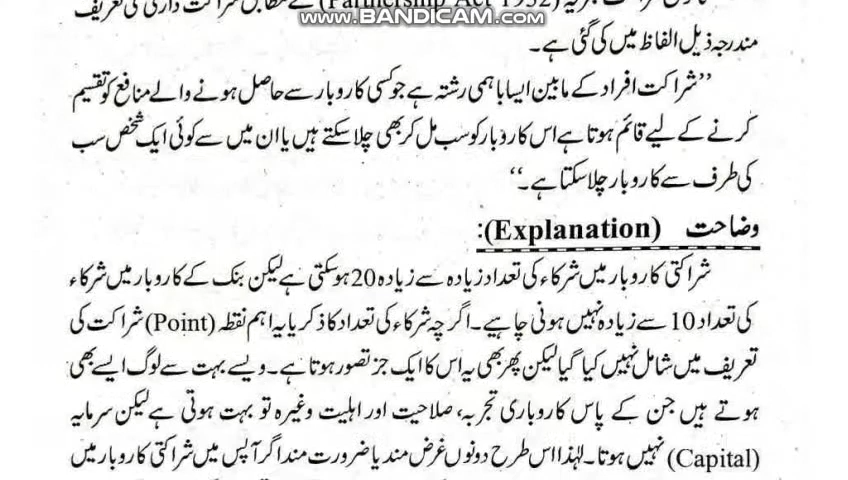 WWW.BANDICAM.COM
(Partnership Act 1932) کے مطابق شراکت داری کی تعریف
مندرجہ ذیل الفاظ میں کی گئی ہے۔
”شراکت افراد کے مابین ایسا باہمی رشتہ ہے جو کسی کاروبار سے حاصل ہونے والے منافع کو تقسیم
کرنے کے لیے قائم ہوتا ہے اس کاروبار کو سب مل کر بھی چلا سکتے ہیں یا ان میں سے کوئی ایک شخص سب
کی طرف سے کاروبار چلا سکتا ہے۔“
وضاحت (Explanation):
شراکتی کاروبار میں شرکاء کی تعداد زیادہ سے زیادہ 20 ہو سکتی ہے لیکن بنک کے کاروبار میں شرکاء
کی تعداد 10 سے زیادہ نہیں ہونی چاہیے۔ اگرچہ شرکاء کی تعداد کا ذکر یا یہ اہم نقطہ (Point) شراکت کی
تعریف میں شامل نہیں کیا گیا لیکن پھر بھی یہ اس کا ایک جز تصور ہوتا ہے۔ ویسے بہت سے لوگ ایسے بھی
ہوتے ہیں جن کے پاس کاروباری تجربہ، صلاحیت اور اہلیت وغیرہ تو بہت ہوتی ہے لیکن سرمایہ
(Capital) نہیں ہوتا۔ لہٰذا اس طرح دونوں غرض مند یا ضرورت مند اگر آپس میں شراکتی کاروبار میں